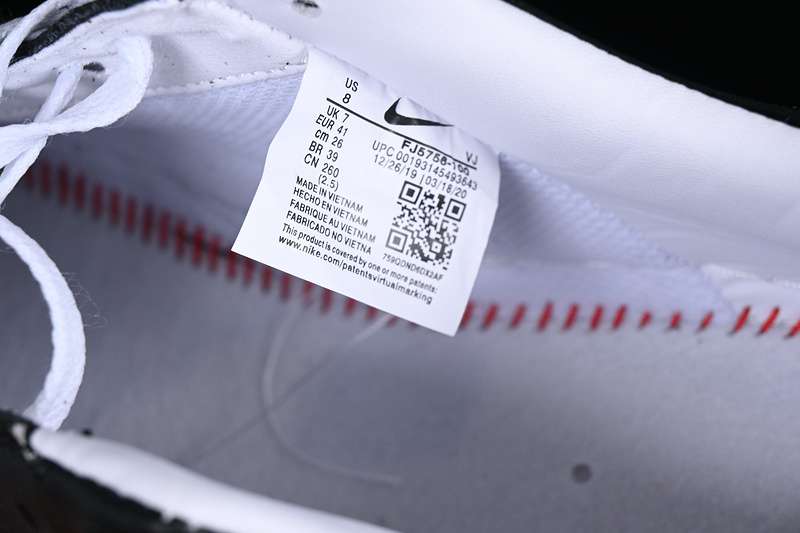 US
8
UK 7
EUR 41
cm 26
BR 39
CN 260
(2.5)
VJ
FJ5756-100
UPC 00193145493643
12/26/19 | 03/18/20
MADE IN VIETNAM
HECHO EN VIETNAM
FABRIQUE AU VIETNAM
FABRICADO NO VIETNA
759QDND6DX2AF
This product is covered by one or more patents:
www.nike.com/patentsvirtualmarking